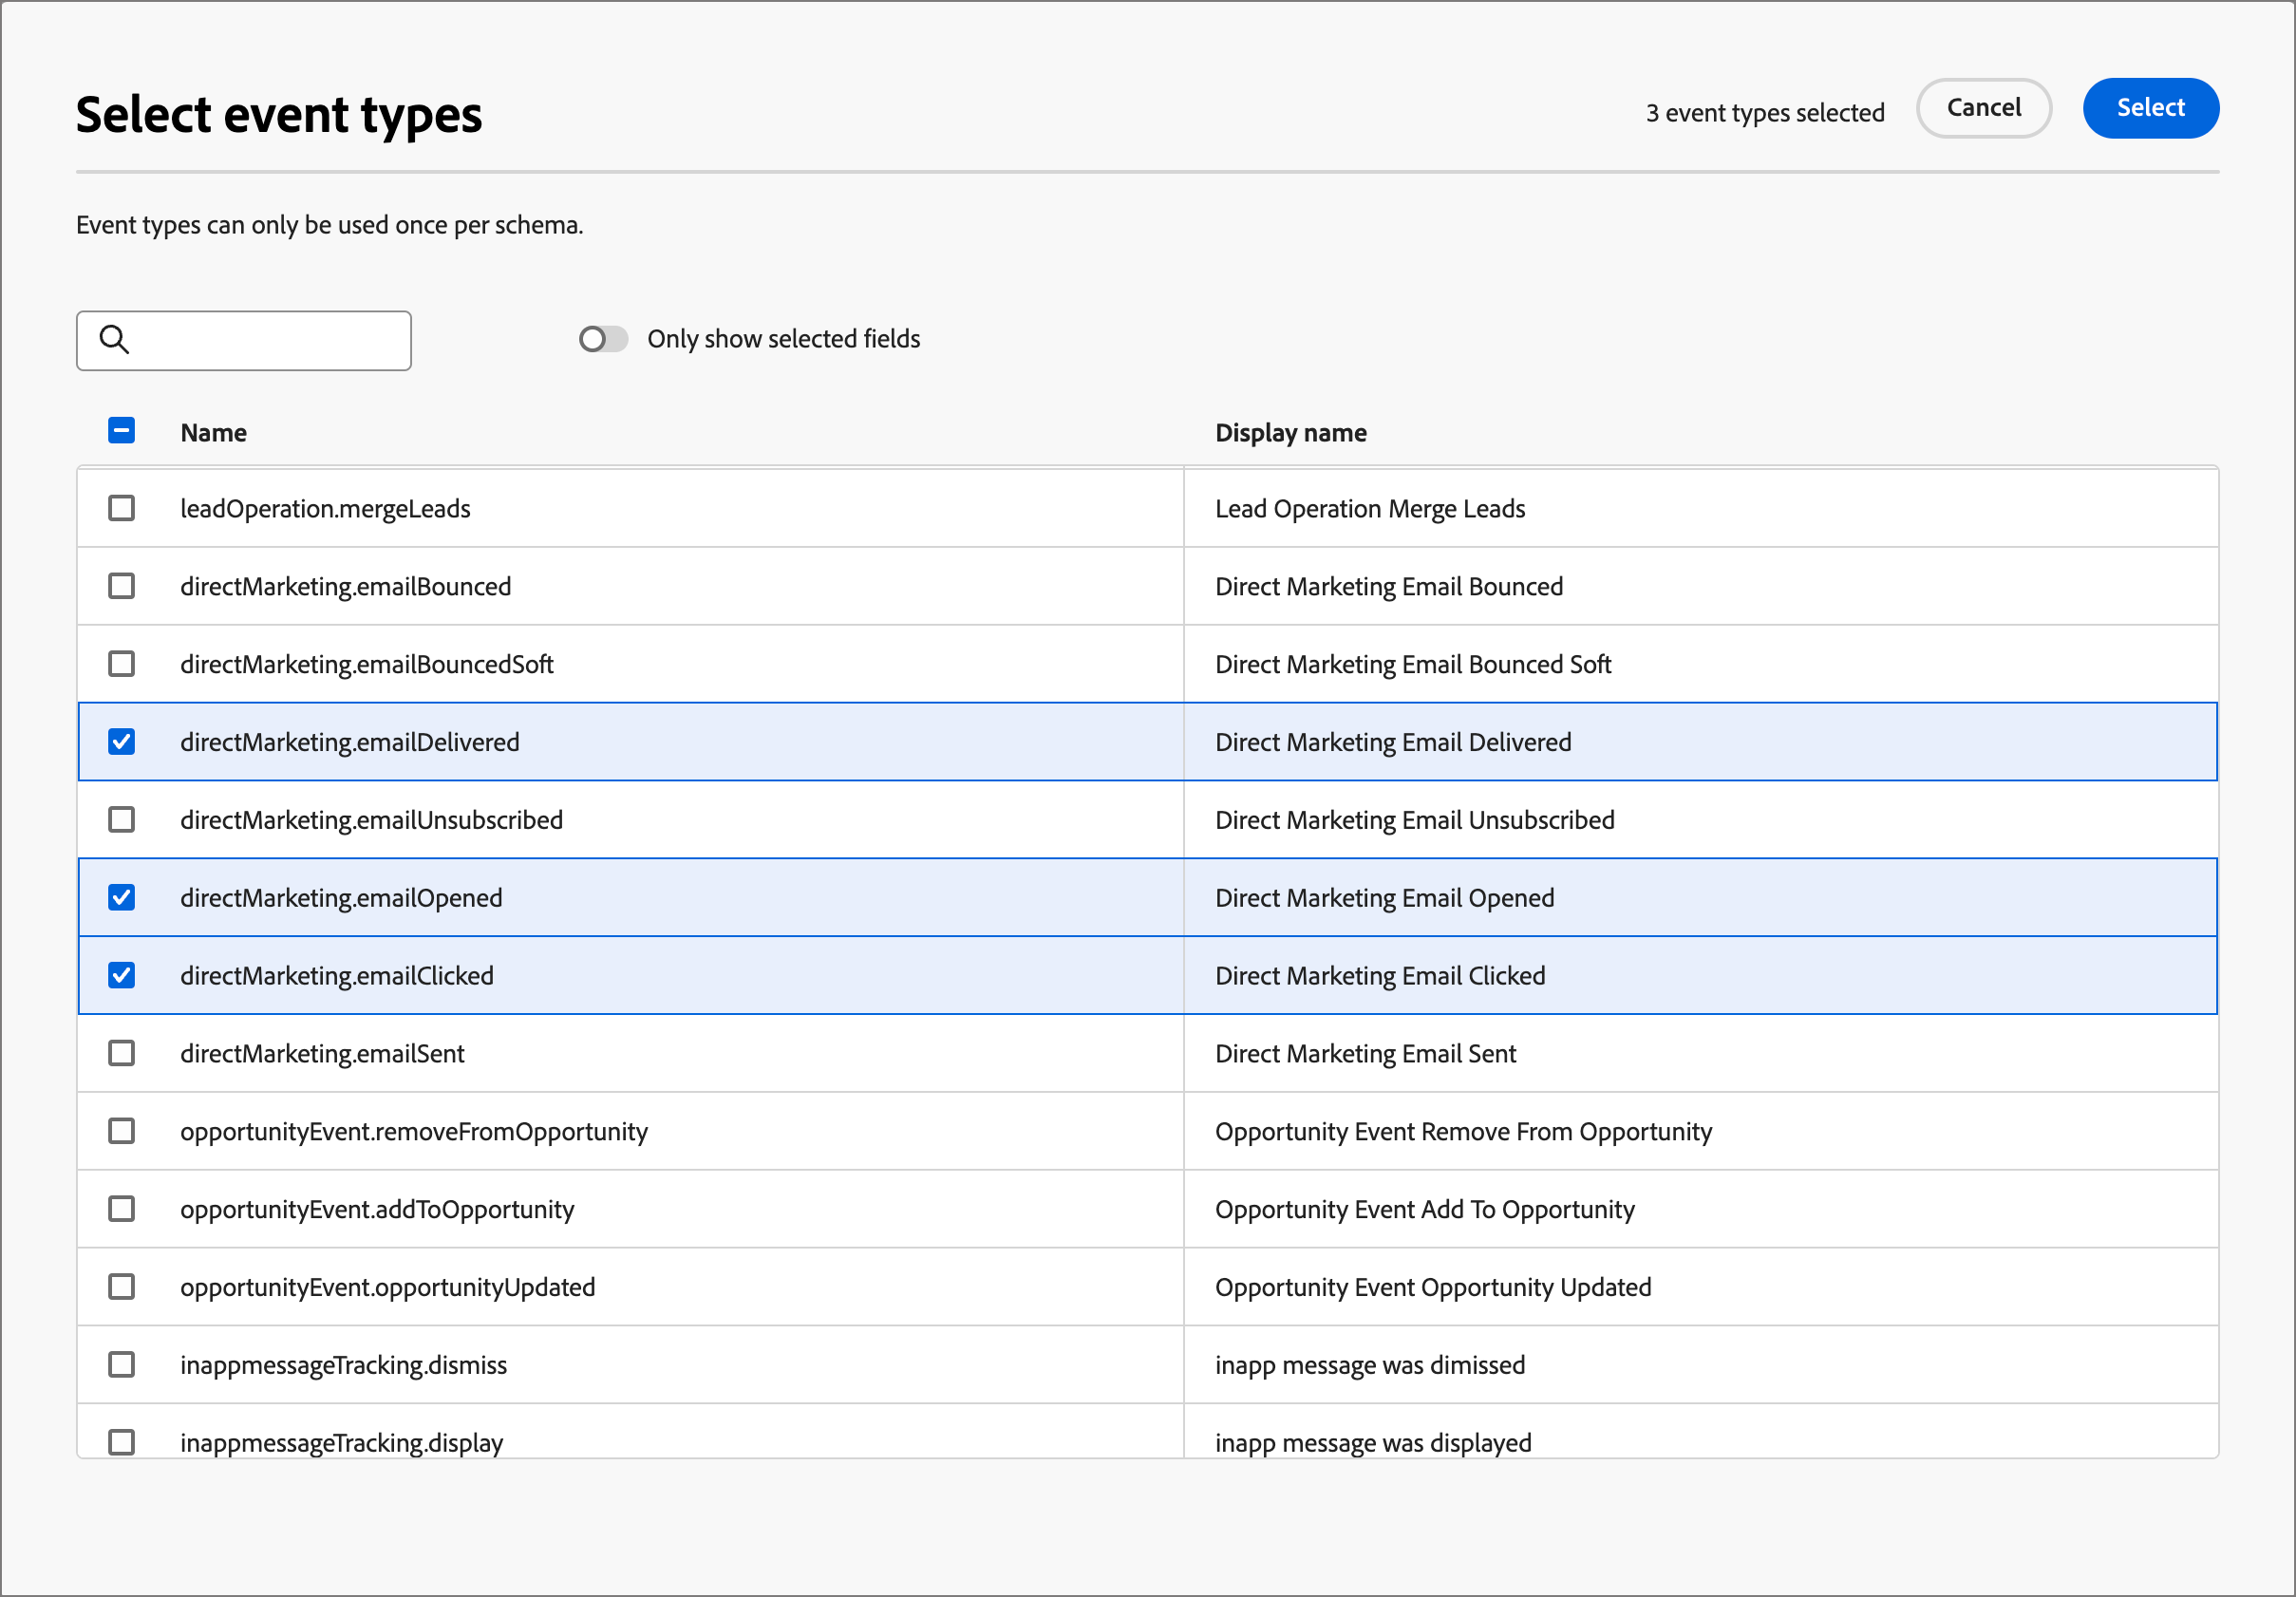 Select event types
3 event types selected
Cancel
Select
Event types can only be used once per schema.
Only show selected fields
Name Display name
leadOperation.mergeLeads Lead Operation Merge Leads
directMarketing.emailBounced Direct Marketing Email Bounced
directMarketing.emailBouncedSoft Direct Marketing Email Bounced Soft
directMarketing.emailDelivered Direct Marketing Email Delivered
directMarketing.emailUnsubscribed Direct Marketing Email Unsubscribed
directMarketing.emailOpened Direct Marketing Email Opened
directMarketing.emailClicked Direct Marketing Email Clicked
directMarketing.emailSent Direct Marketing Email Sent
opportunityEvent.removeFromOpportunity Opportunity Event Remove From Opportunity
opportunityEvent.addToOpportunity Opportunity Event Add To Opportunity
opportunityEvent.opportunityUpdated Opportunity Event Opportunity Updated
inappmessageTracking.dismiss inapp message was dimissed
inappmessageTracking.display inapp message was displayed